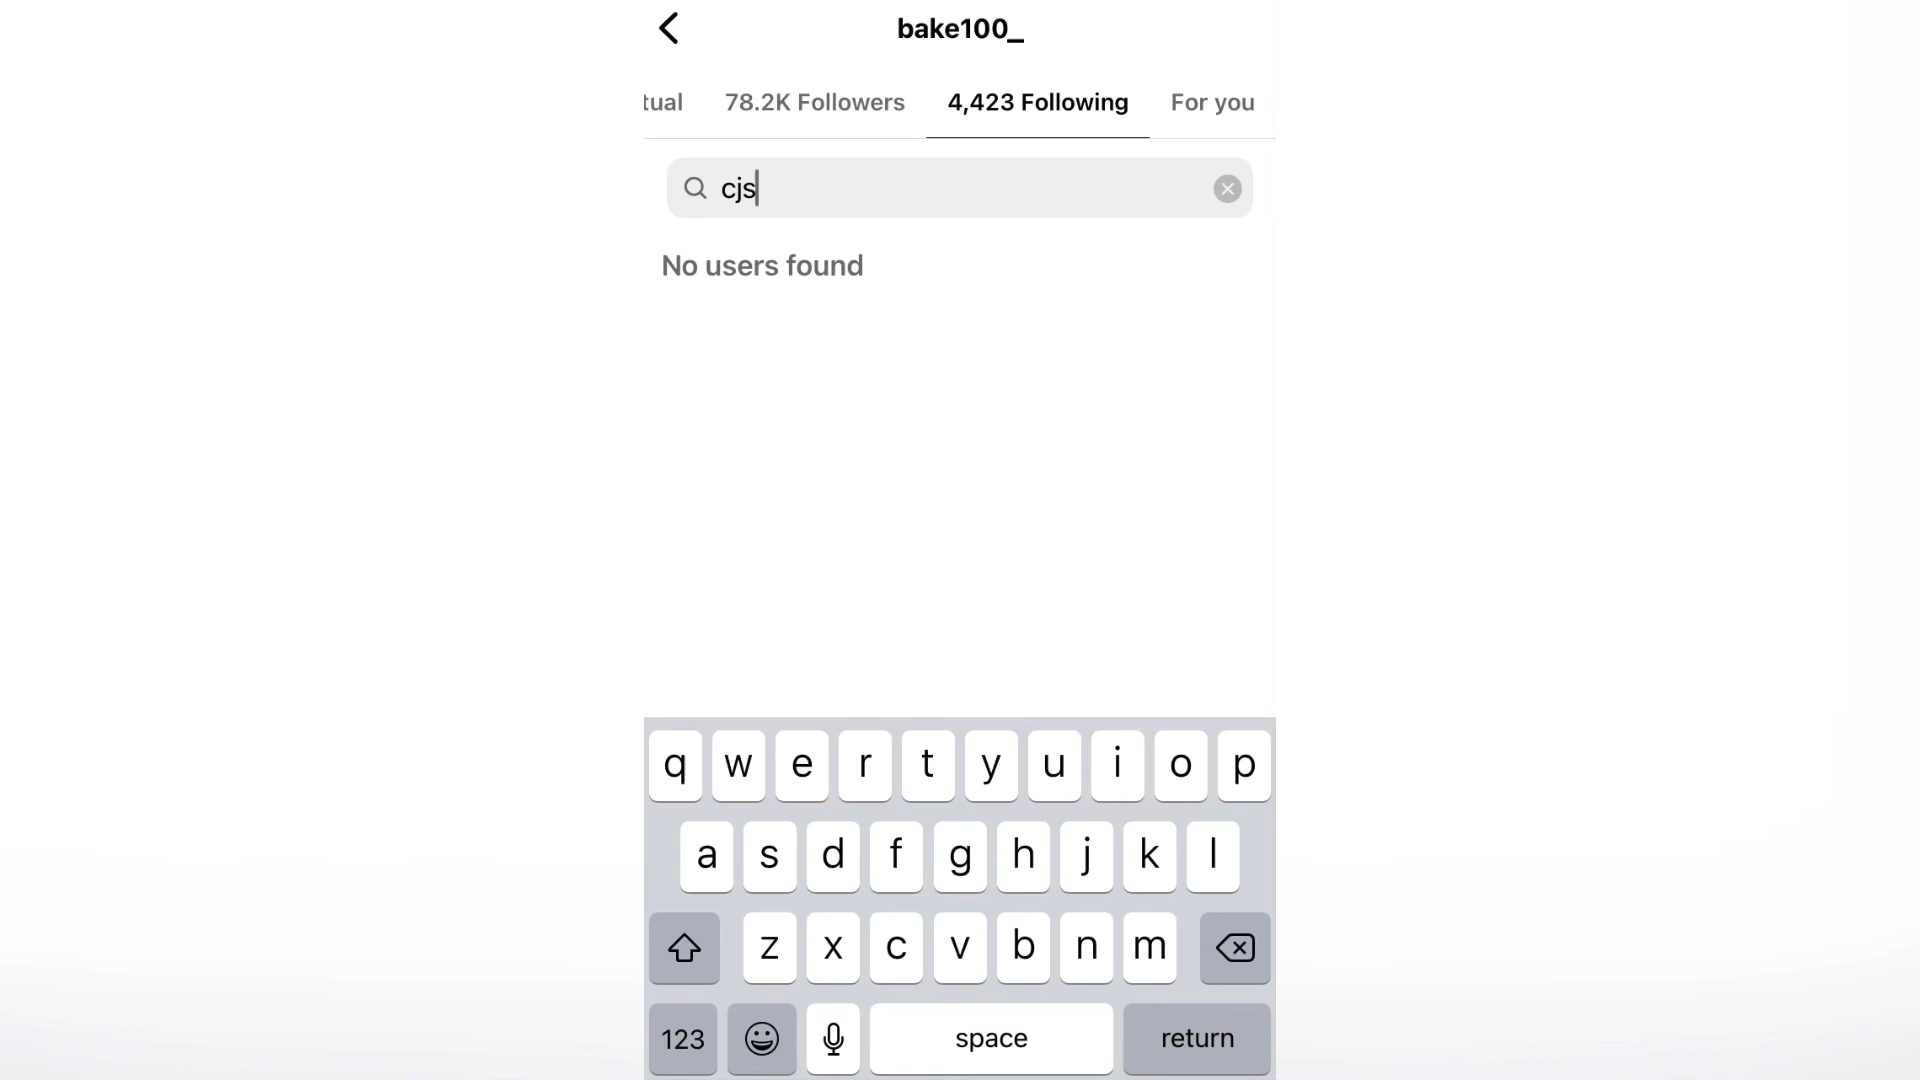 bake100_
tual 78.2K Followers 4,423 Following For you
cjs
No users found
q w e r t y u i o p
a s d f g h j k l
z x c v b n m
123 space return